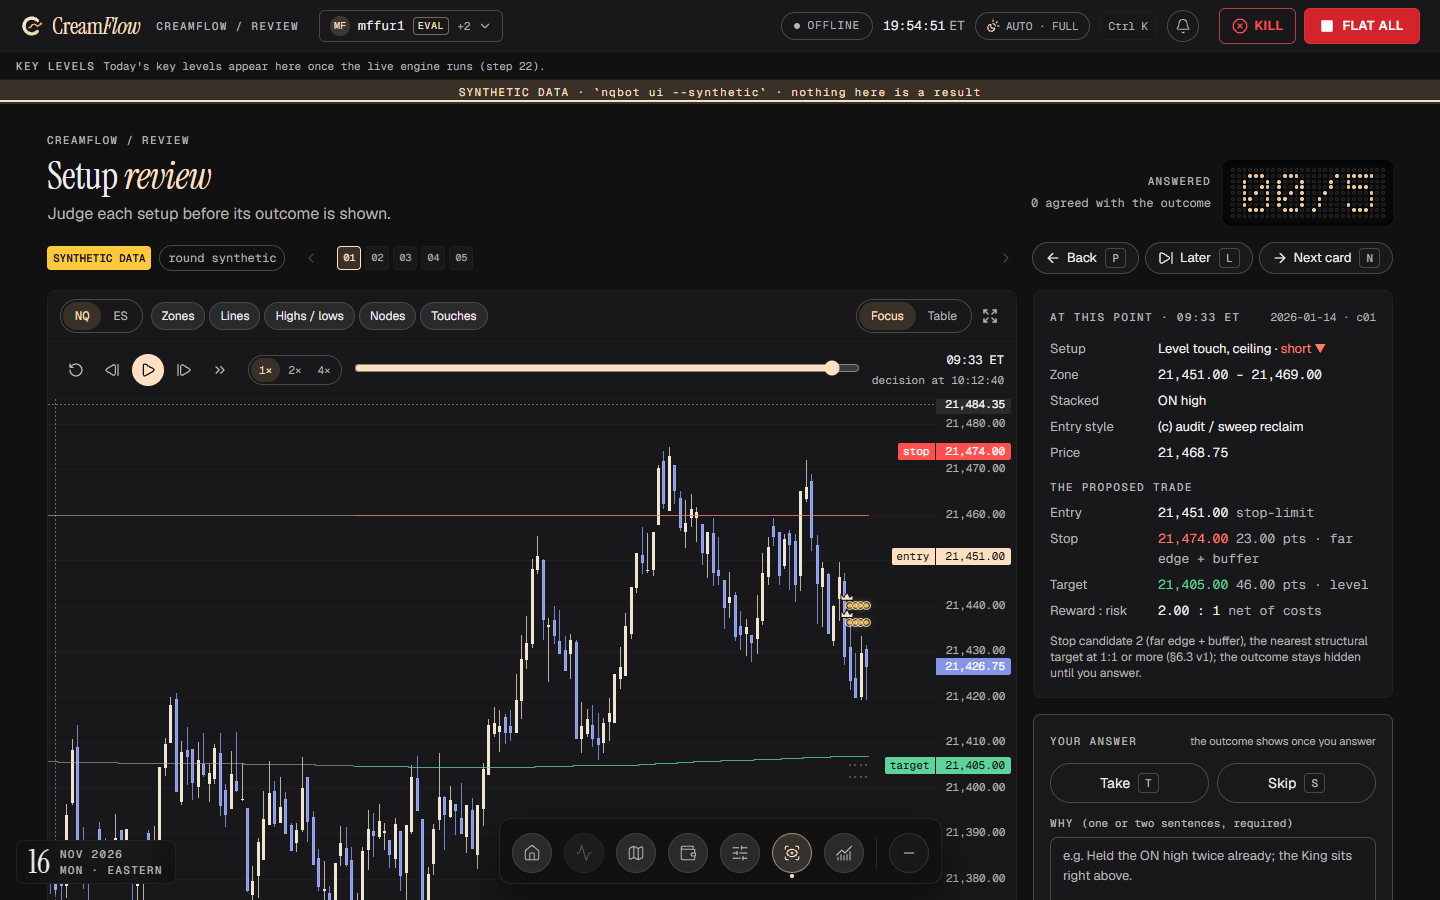 CreamFlow
CREAMFLOW / REVIEW
MF mffur1 EVAL +2
OFFLINE
19:54:51 ET
AUTO · FULL
Ctrl K
KILL
FLAT ALL
KEY LEVELS Today's key levels appear here once the live engine runs (step 22).
SYNTHETIC DATA · `nqbot ui --synthetic` · nothing here is a result
CREAMFLOW / REVIEW
Setup review
Judge each setup before its outcome is shown.
ANSWERED
0 agreed with the outcome
00/5
SYNTHETIC DATA
round synthetic
01 02 03 04 05
Back P
Later L
Next card N
NQ ES
Zones
Lines
Highs / lows
Nodes
Touches
Focus Table
1× 2× 4×
09:33 ET
decision at 10:12:40
21,484.35
21,480.00
stop 21,474.00
21,470.00
21,460.00
entry 21,451.00
21,440.00
21,430.00
21,426.75
21,420.00
21,410.00
target 21,405.00
21,400.00
21,390.00
21,380.00
16
NOV 2026
MON · EASTERN
AT THIS POINT · 09:33 ET
2026-01-14 · c01
Setup Level touch, ceiling · short ▼
Zone 21,451.00 – 21,469.00
Stacked ON high
Entry style (c) audit / sweep reclaim
Price 21,468.75
THE PROPOSED TRADE
Entry 21,451.00 stop-limit
Stop 21,474.00 23.00 pts · far
edge + buffer
Target 21,405.00 46.00 pts · level
Reward : risk 2.00 : 1 net of costs
Stop candidate 2 (far edge + buffer), the nearest structural
target at 1:1 or more (§6.3 v1); the outcome stays hidden
until you answer.
YOUR ANSWER
the outcome shows once you answer
Take T
Skip S
WHY (one or two sentences, required)
e.g. Held the ON high twice already; the King sits
right above.